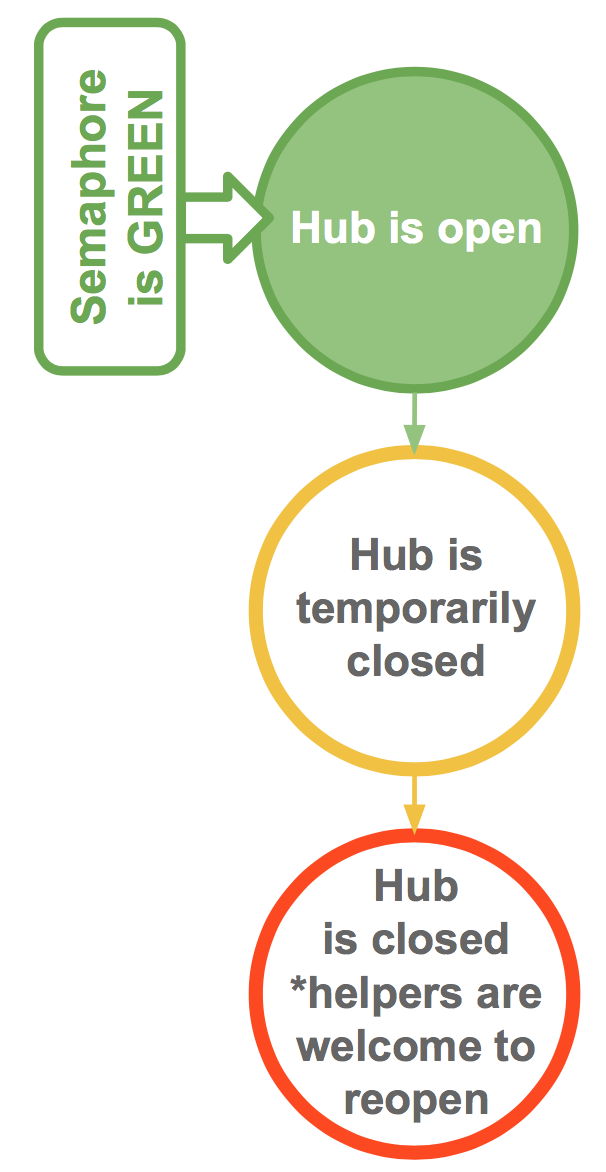 Semaphore
is GREEN
Hub is open
Hub is
temporarily
closed
Hub
is closed
*helpers are
welcome to
reopen